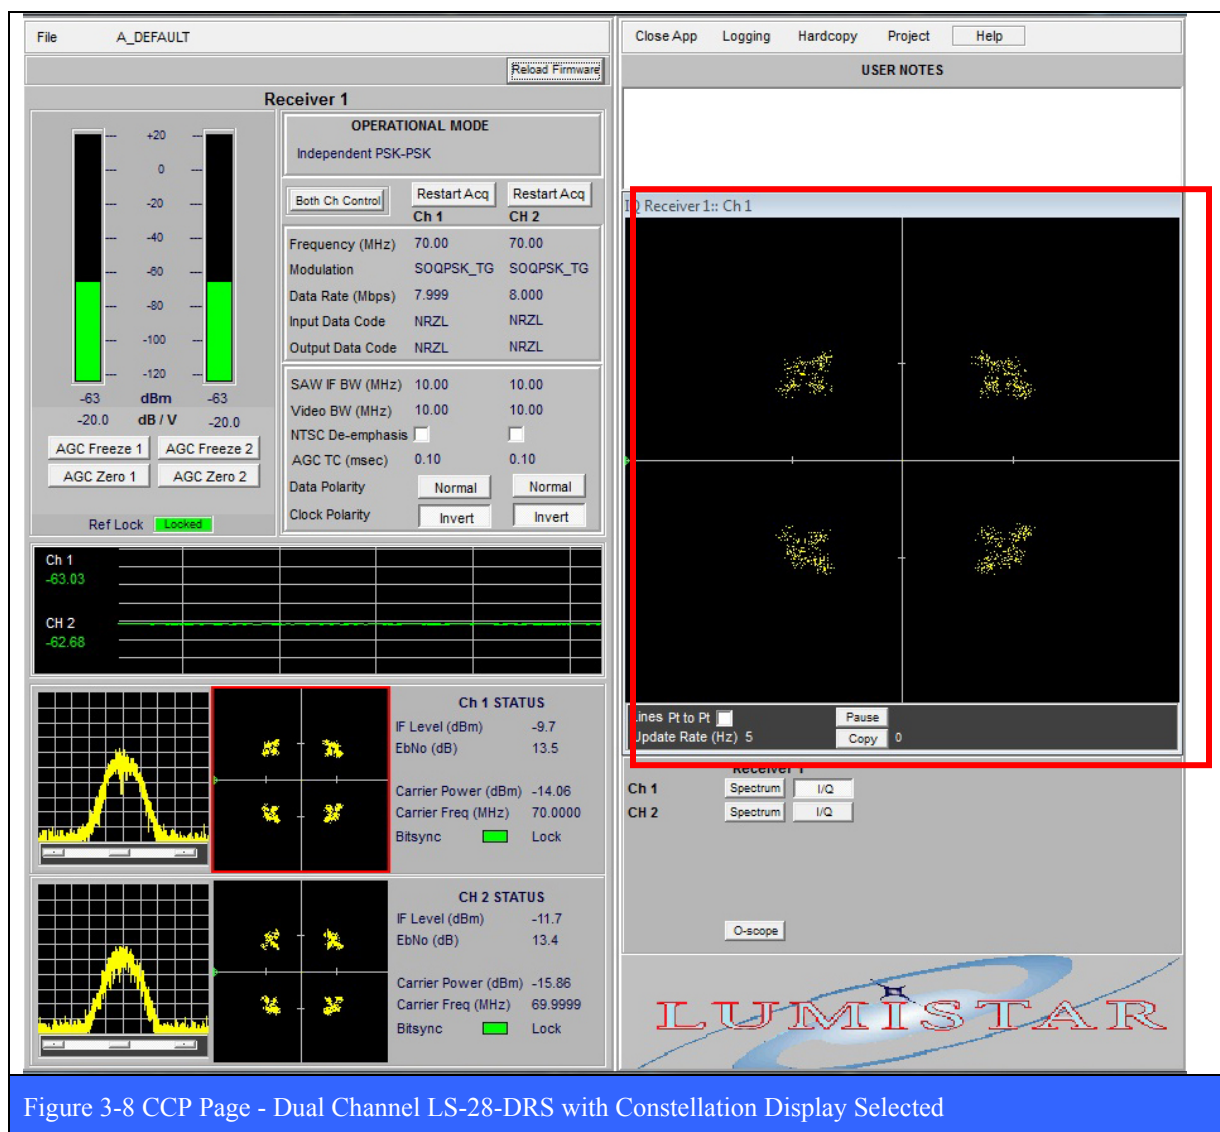 File A_DEFAULT
Reload Firmware
Receiver 1
+20
0
-20
-40
-60
-80
-100
-120
-63 dBm -63
-20.0 dB / V -20.0
AGC Freeze 1 AGC Freeze 2
AGC Zero 1 AGC Zero 2
Ref Lock Locked
OPERATIONAL MODE
Independent PSK-PSK
Both Ch Control Restart Acq Restart Acq
Ch 1 CH 2
Frequency (MHz) 70.00 70.00
Modulation SOQPSK_TG SOQPSK_TG
Data Rate (Mbps) 7.999 8.000
Input Data Code NRZL NRZL
Output Data Code NRZL NRZL
SAW IF BW (MHz) 10.00 10.00
Video BW (MHz) 10.00 10.00
NTSC De-emphasis
AGC TC (msec) 0.10 0.10
Data Polarity Normal Normal
Clock Polarity Invert Invert
Ch 1
-63.03
CH 2
-62.68
Ch 1 STATUS
IF Level (dBm) -9.7
EbNo (dB) 13.5
Carrier Power (dBm) -14.06
Carrier Freq (MHz) 70.0000
Bitsync Lock
CH 2 STATUS
IF Level (dBm) -11.7
EbNo (dB) 13.4
Carrier Power (dBm) -15.86
Carrier Freq (MHz) 69.9999
Bitsync Lock
Close App Logging Hardcopy Project Help
USER NOTES
IQ Receiver 1:: Ch 1
Lines Pt to Pt Pause
Update Rate (Hz) 5 Copy 0
Receiver 1
Ch 1 Spectrum I/Q
CH 2 Spectrum I/Q
O-scope
LUMISTAR
Figure 3-8 CCP Page - Dual Channel LS-28-DRS with Constellation Display Selected